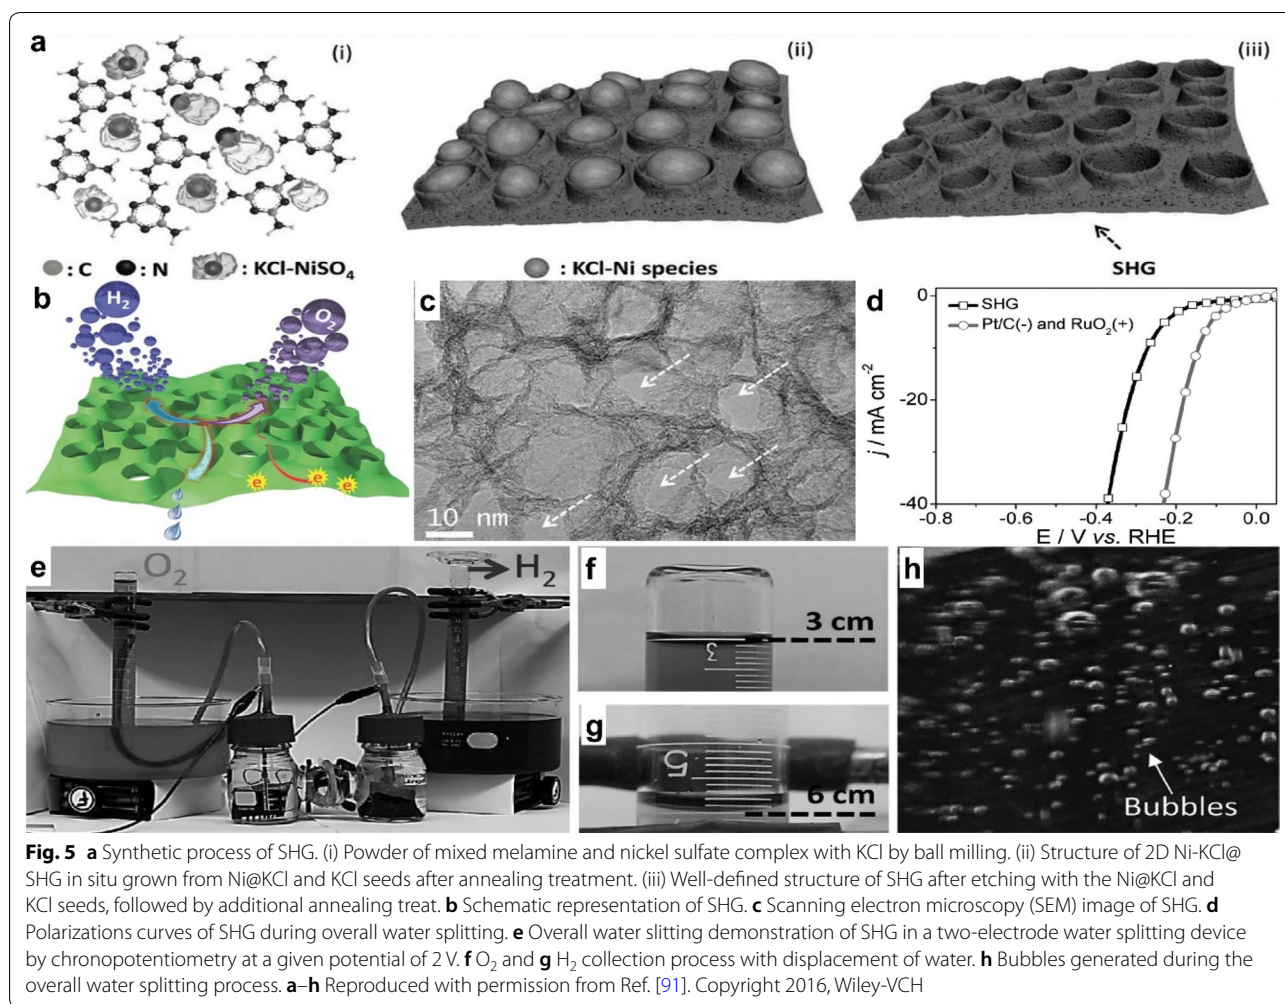 a
(i)
(ii)
(iii)
: C
: N
: KCl-NiSO₄
: KCl-Ni species
SHG
b
H₂
O₂
e
e
e
c
10 nm
d
SHG
Pt/C(-) and RuO₂(+)
0
-20
-40
j / mA cm⁻²
-0.8
-0.6
-0.4
-0.2
0.0
E / V vs. RHE
e
O₂
H₂
f
3
3 cm
g
5
6 cm
h
Bubbles
Fig. 5 a Synthetic process of SHG. (i) Powder of mixed melamine and nickel sulfate complex with KCl by ball milling. (ii) Structure of 2D Ni-KCl@
SHG in situ grown from Ni@KCl and KCl seeds after annealing treatment. (iii) Well-defined structure of SHG after etching with the Ni@KCl and
KCl seeds, followed by additional annealing treat. b Schematic representation of SHG. c Scanning electron microscopy (SEM) image of SHG. d
Polarizations curves of SHG during overall water splitting. e Overall water slitting demonstration of SHG in a two-electrode water splitting device
by chronopotentiometry at a given potential of 2 V. f O₂ and g H₂ collection process with displacement of water. h Bubbles generated during the
overall water splitting process. a–h Reproduced with permission from Ref. [91]. Copyright 2016, Wiley-VCH